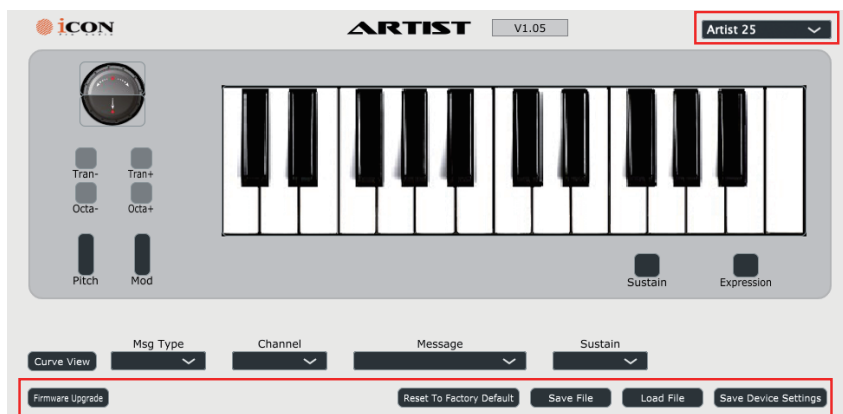 iCON
ARTIST
V1.05
Artist 25
Tran-
Tran+
Octa-
Octa+
Pitch
Mod
Sustain
Expression
Msg Type
Channel
Message
Sustain
Curve View
Firmware Upgrade
Reset To Factory Default
Save File
Load File
Save Device Settings